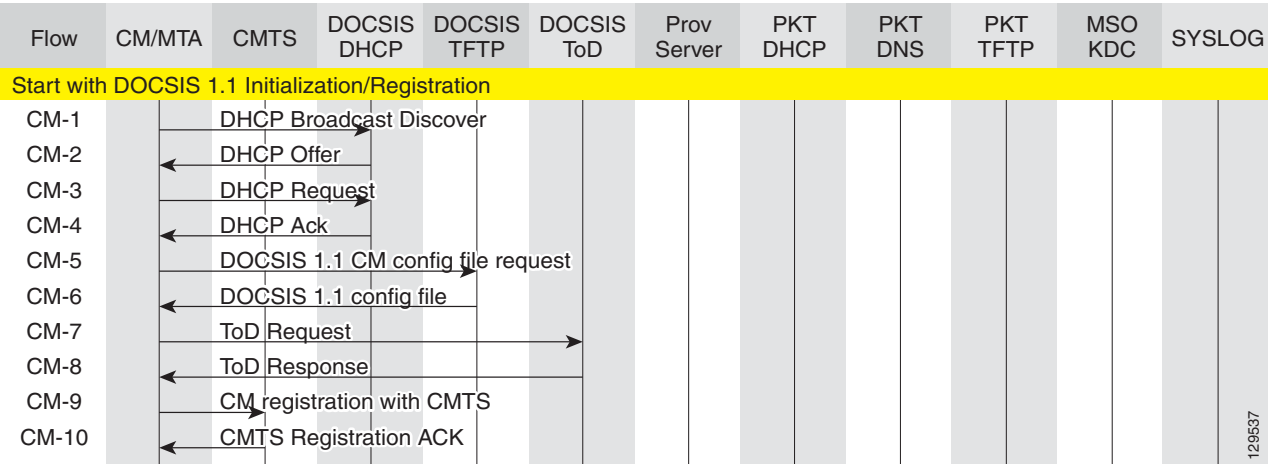 Flow CM/MTA CMTS DOCSIS DHCP DOCSIS TFTP DOCSIS ToD Prov Server PKT DHCP PKT DNS PKT TFTP MSO KDC SYSLOG
Start with DOCSIS 1.1 Initialization/Registration
CM-1 DHCP Broadcast Discover
CM-2 DHCP Offer
CM-3 DHCP Request
CM-4 DHCP Ack
CM-5 DOCSIS 1.1 CM config file request
CM-6 DOCSIS 1.1 config file
CM-7 ToD Request
CM-8 ToD Response
CM-9 CM registration with CMTS
CM-10 CMTS Registration ACK
129537